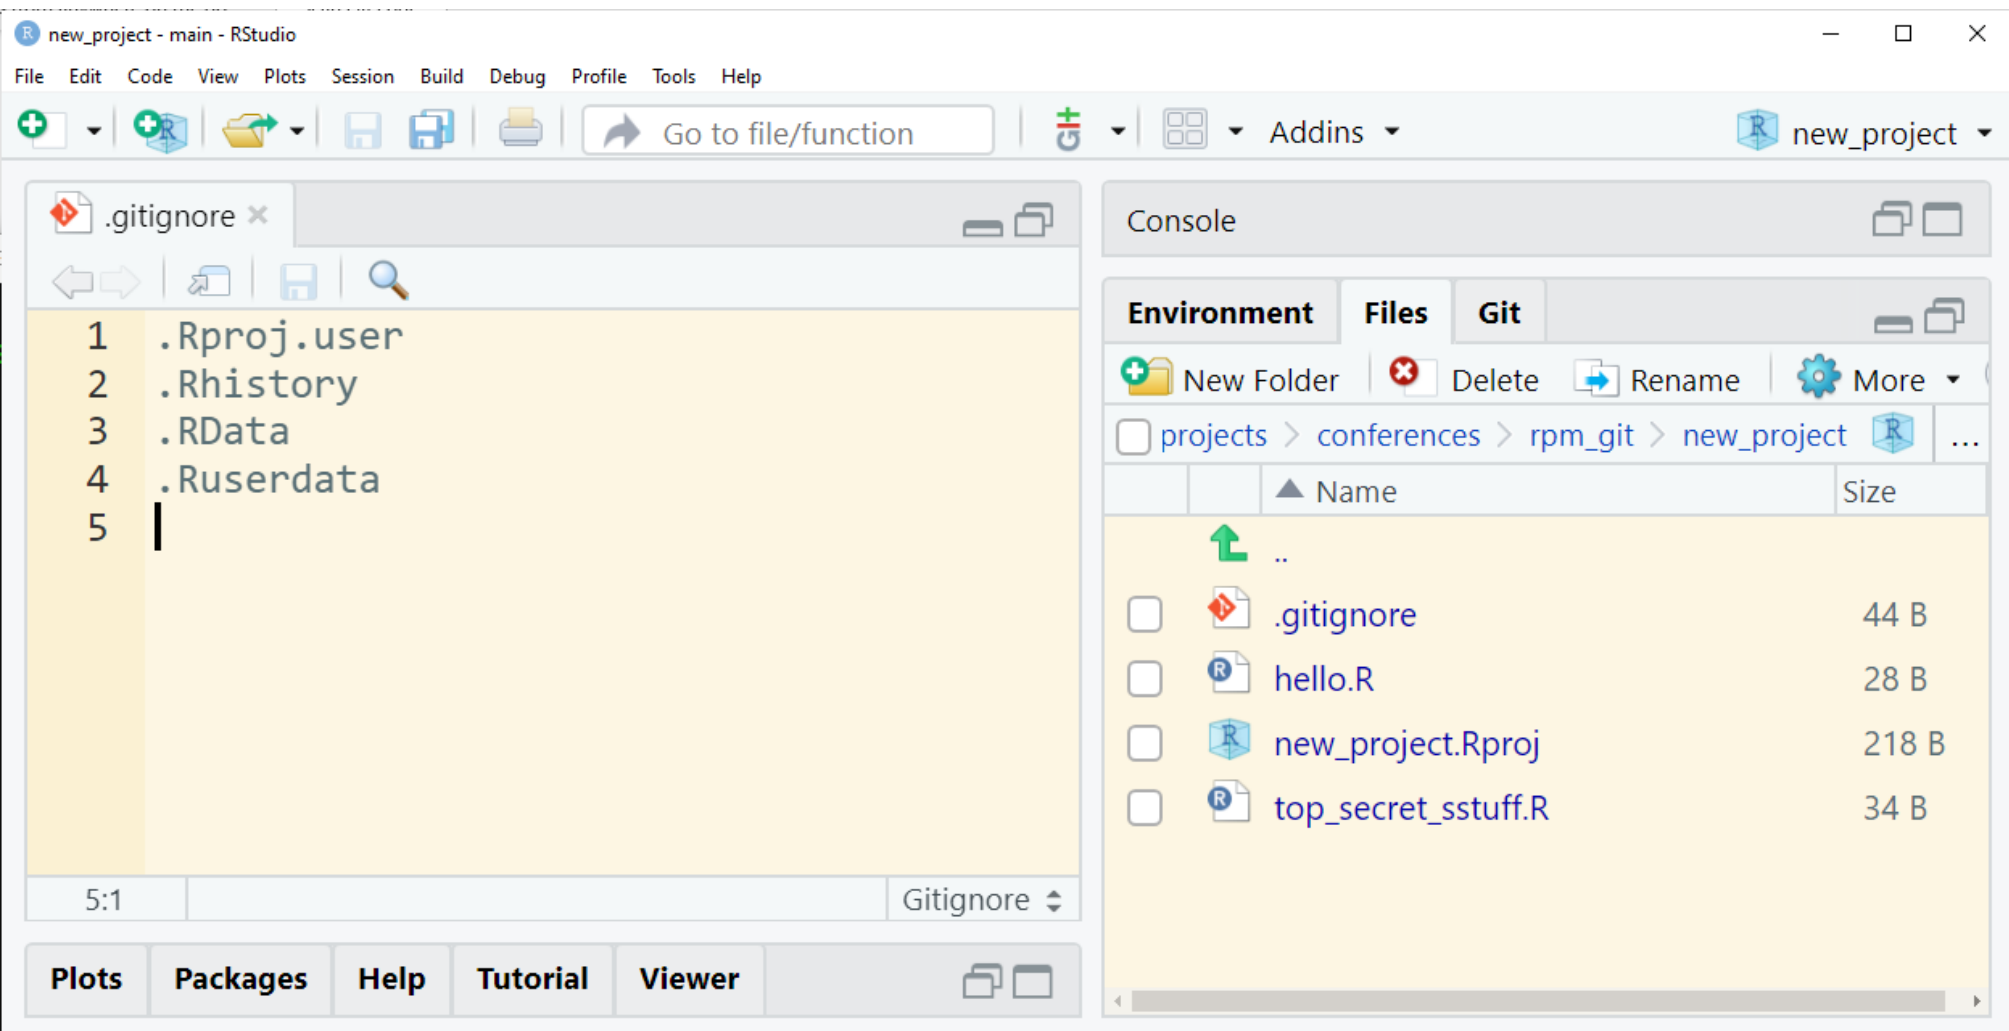 new_project - main - RStudio
File Edit Code View Plots Session Build Debug Profile Tools Help
Go to file/function Addins new_project
.gitignore
1 .Rproj.user
2 .Rhistory
3 .RData
4 .Ruserdata
5
5:1 Gitignore
Plots Packages Help Tutorial Viewer
Console
Environment Files Git
New Folder Delete Rename More
projects > conferences > rpm_git > new_project ...
Name Size
..
.gitignore 44 B
hello.R 28 B
new_project.Rproj 218 B
top_secret_sstuff.R 34 B